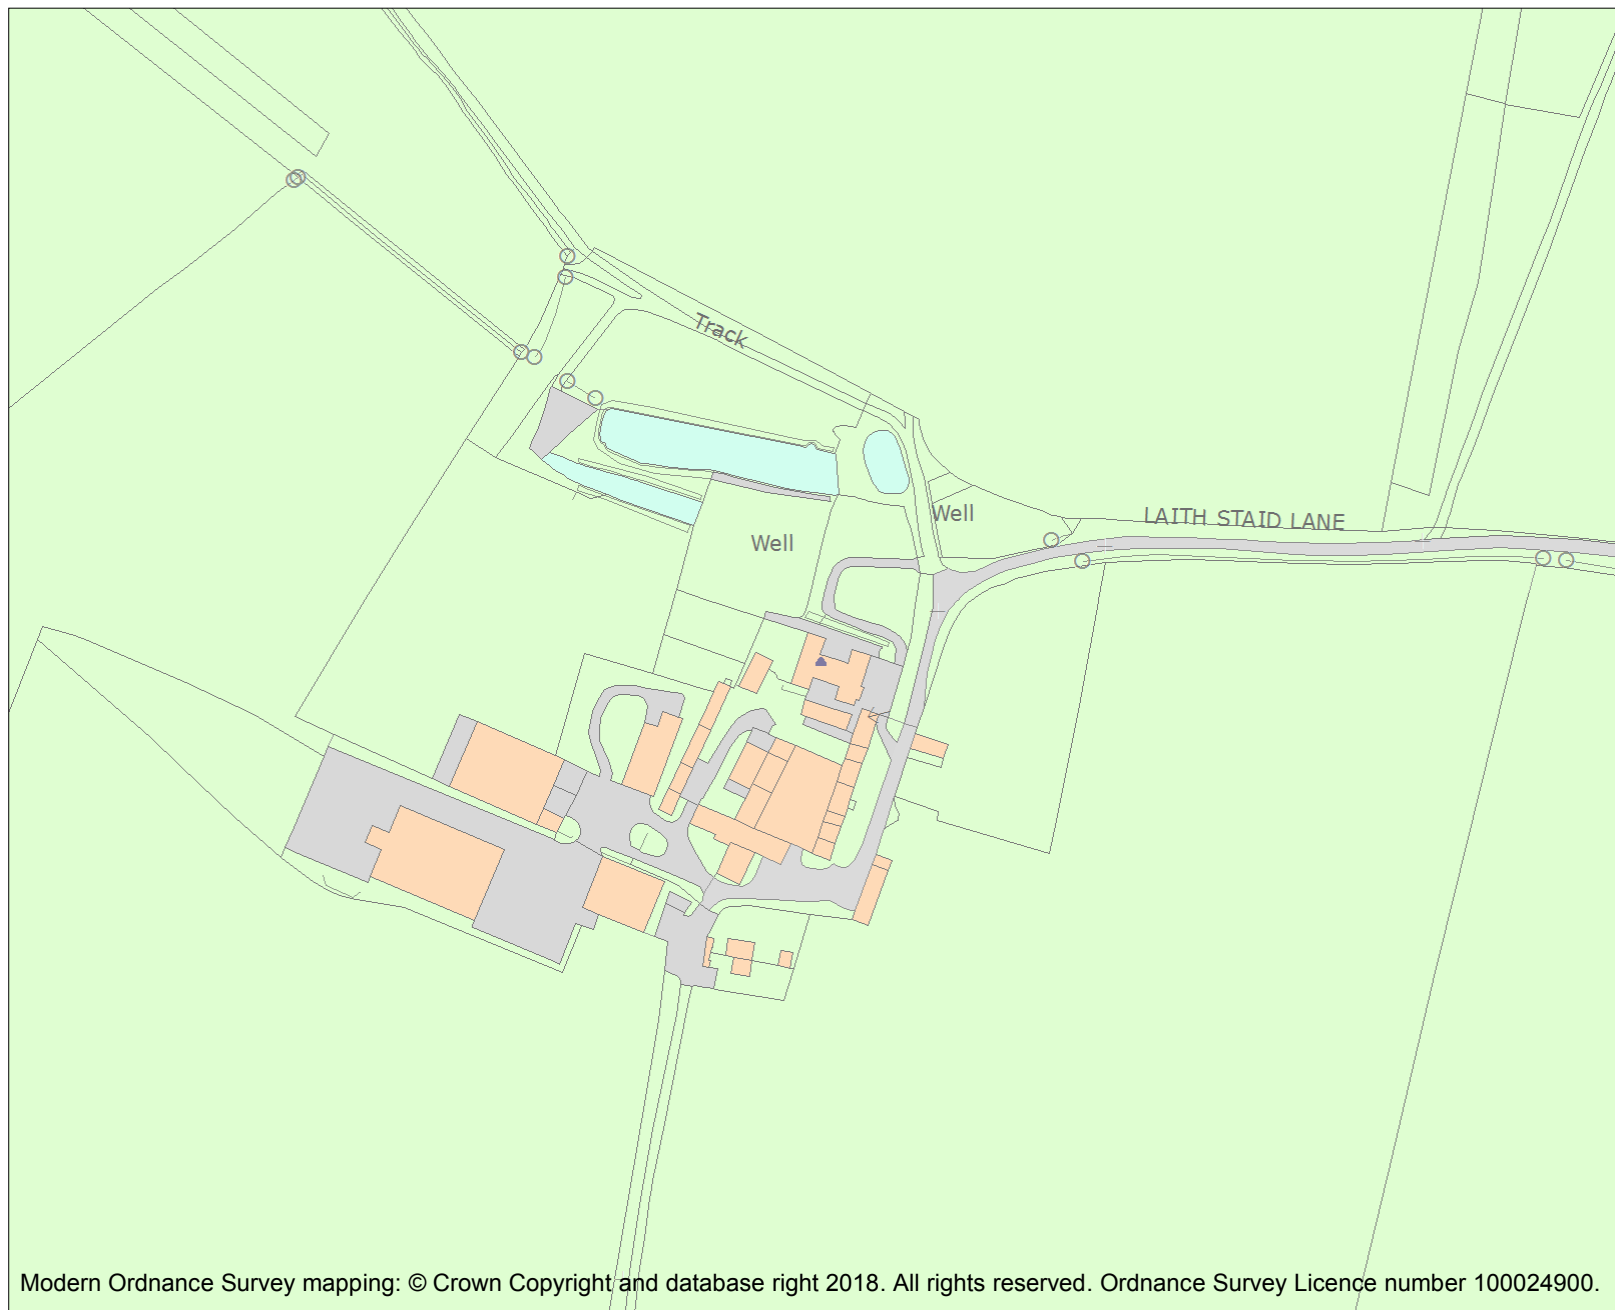 Track
LAITH STAID LANE
Well
Well
Modern Ordnance Survey mapping: © Crown Copyright and database right 2018. All rights reserved. Ordnance Survey Licence number 100024900.